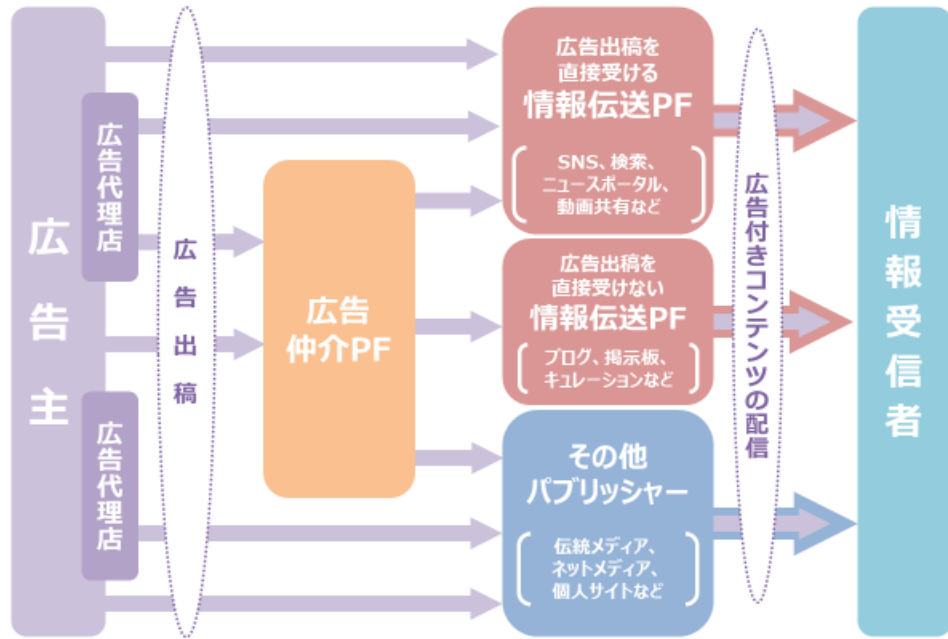 広告主
広告代理店
広告代理店
広告出稿
広告
仲介PF
広告出稿を
直接受ける
情報伝送PF
SNS、検索、
ニュースポータル、
動画共有など
広告出稿を
直接受けない
情報伝送PF
ブログ、掲示板、
キュレーションなど
その他
パブリッシャー
伝統メディア、
ネットメディア、
個人サイトなど
広告付きコンテンツの配信
情報受信者